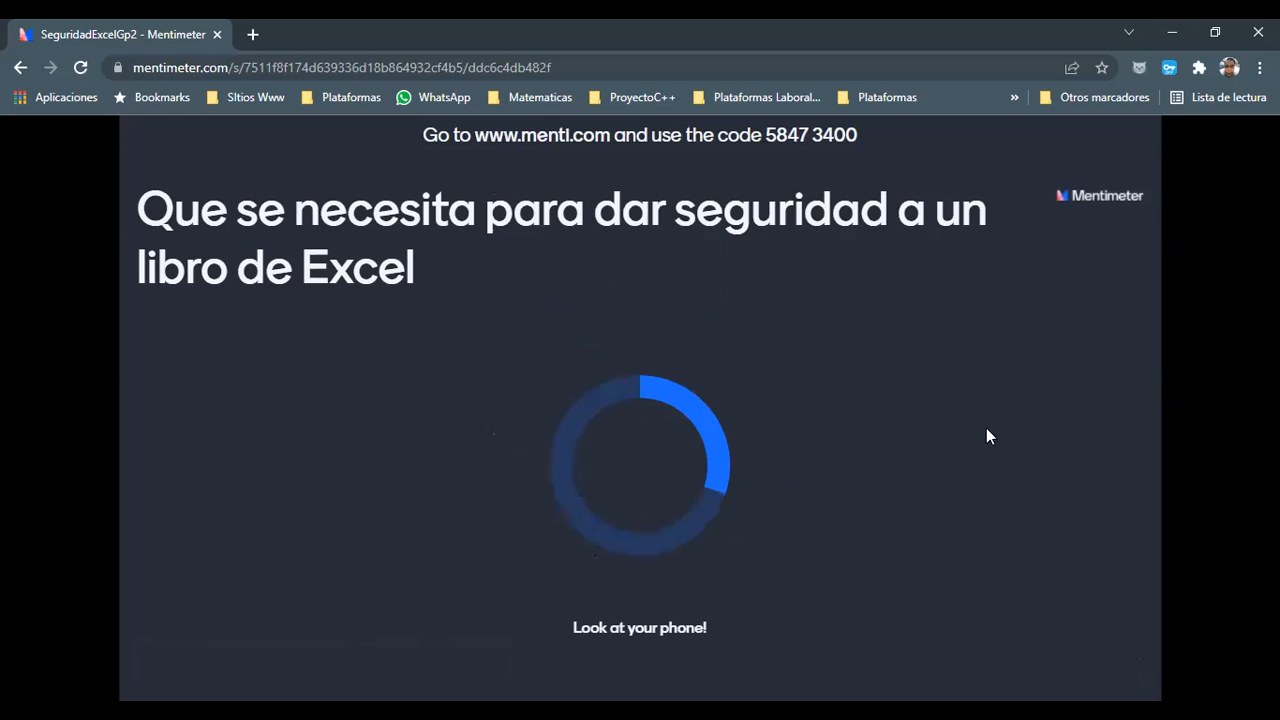 SeguridadExcelGp2 - Mentimeter
mentimeter.com/s/7511f8f174d639336d18b864932cf4b5/ddc6c4db482f
Aplicaciones Bookmarks SItios Www Plataformas WhatsApp Matematicas ProyectoC++ Plataformas Laboral... Plataformas » Otros marcadores Lista de lectura
Go to www.menti.com and use the code 5847 3400
Que se necesita para dar seguridad a un
libro de Excel
Mentimeter
Look at your phone!